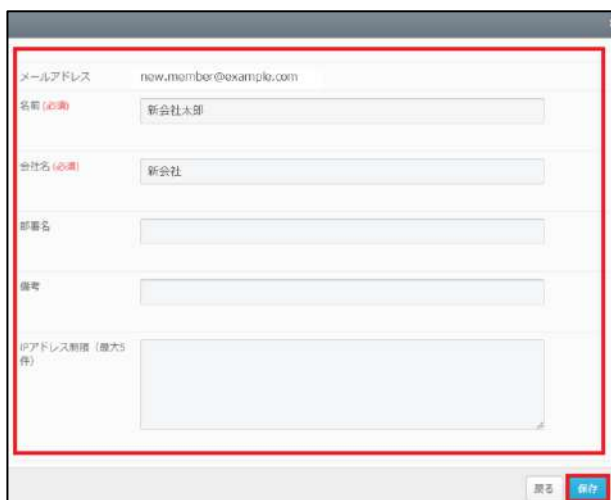 メールアドレス new.member@example.com
名前 (必須) 新会社太郎
会社名 (必須) 新会社
部署名
備考
IPアドレス制限（最大5
件）
戻る 保存